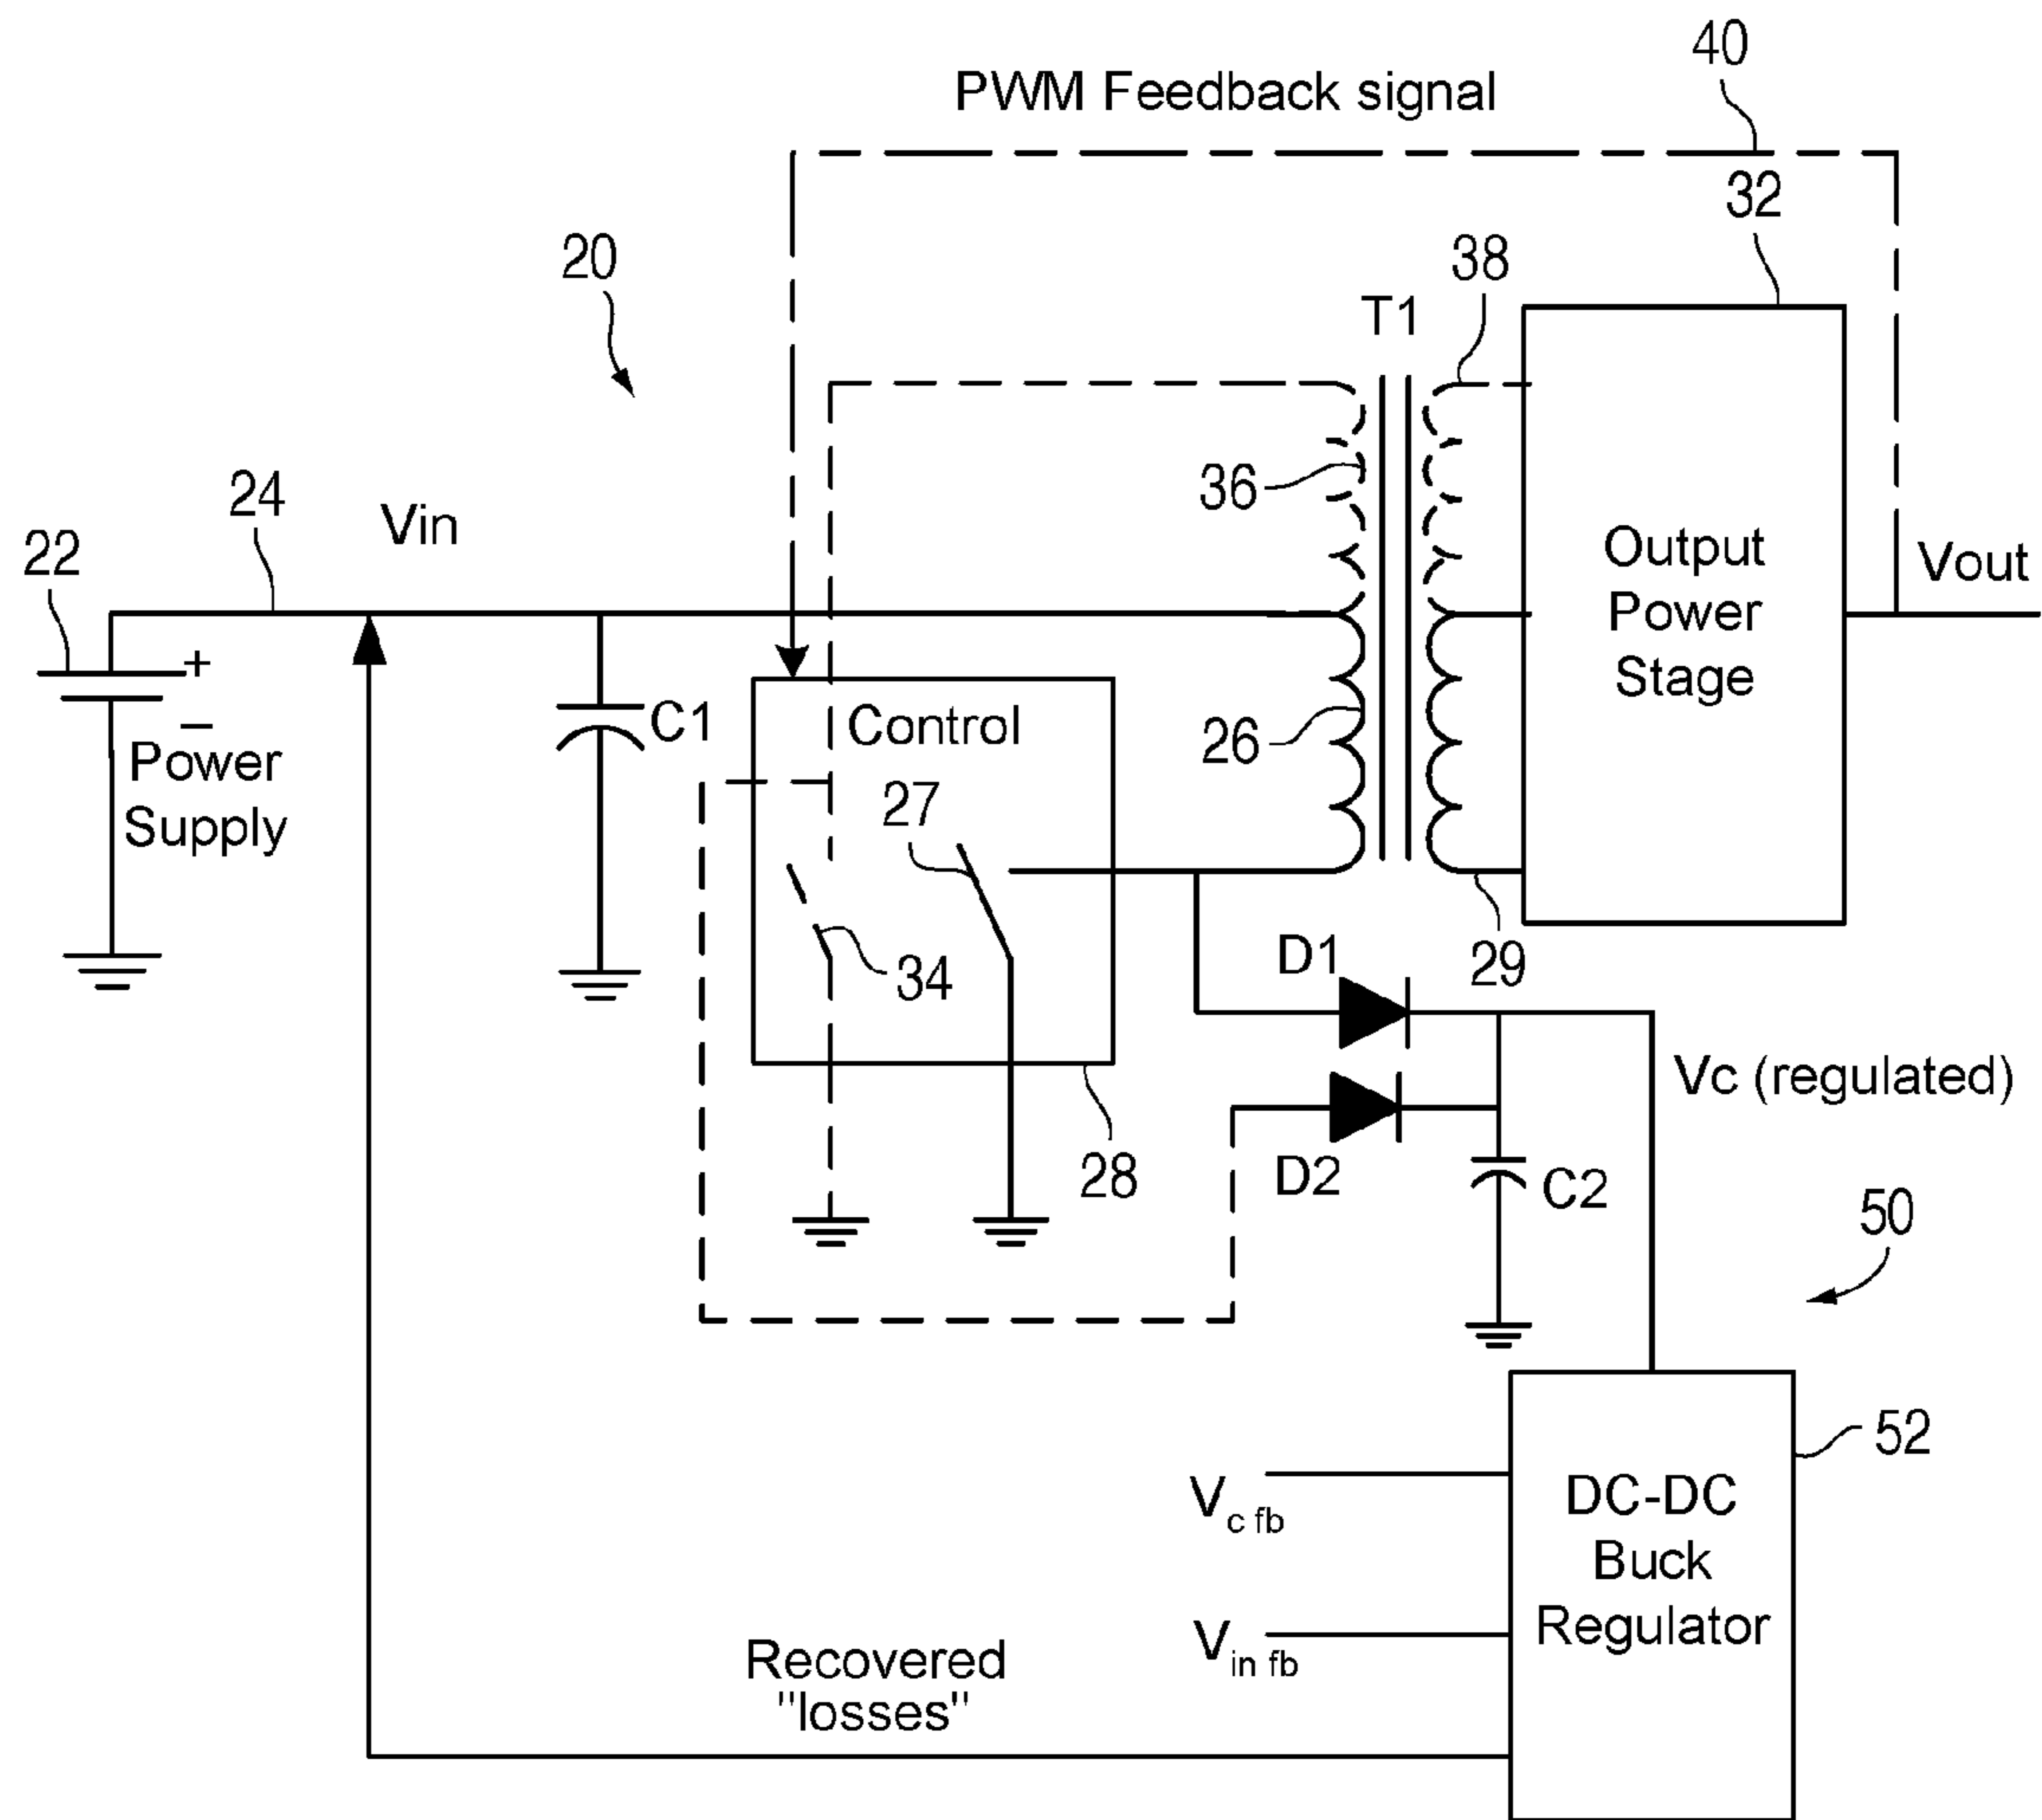 40
PWM Feedback signal
32
20
38
T1
36
24
Vin
22
Output
Power
Stage
Vout
+
−
Power
Supply
C1
Control
26
27
34
D1
29
Vc (regulated)
28
D2
C2
50
52
DC-DC
Buck
Regulator
Vc fb
Vin fb
Recovered
"losses"